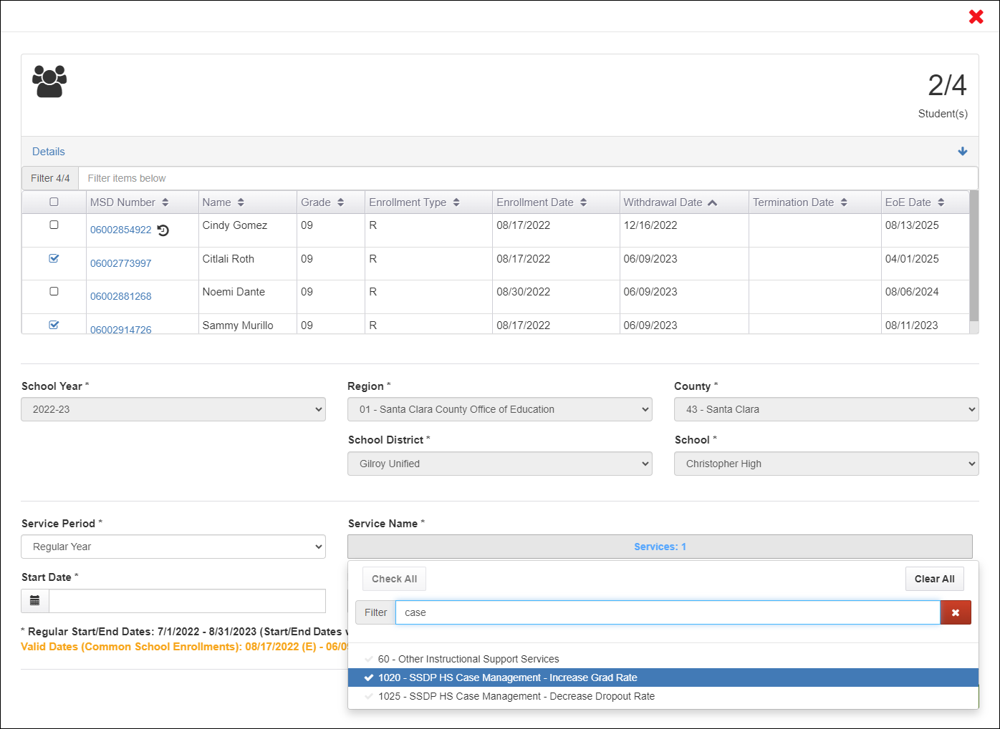 2/4
Student(s)
Details
Filter 4/4 Filter items below
MSD Number Name Grade Enrollment Type Enrollment Date Withdrawal Date Termination Date EoE Date
06002854922 Cindy Gomez 09 R 08/17/2022 12/16/2022 08/13/2025
06002773997 Citlali Roth 09 R 08/17/2022 06/09/2023 04/01/2025
06002881268 Noemi Dante 09 R 08/30/2022 06/09/2023 08/06/2024
06002914726 Sammy Murillo 09 R 08/17/2022 06/09/2023 08/11/2023
School Year * Region * County *
2022-23 01 - Santa Clara County Office of Education 43 - Santa Clara
School District * School *
Gilroy Unified Christopher High
Service Period * Service Name *
Regular Year Services: 1
Start Date * Check All Clear All
Filter case
* Regular Start/End Dates: 7/1/2022 - 8/31/2023 (Start/End Dates
Valid Dates (Common School Enrollments): 08/17/2022 (E) -
60 - Other Instructional Support Services
1020 - SSDP HS Case Management - Increase Grad Rate
1025 - SSDP HS Case Management - Decrease Dropout Rate